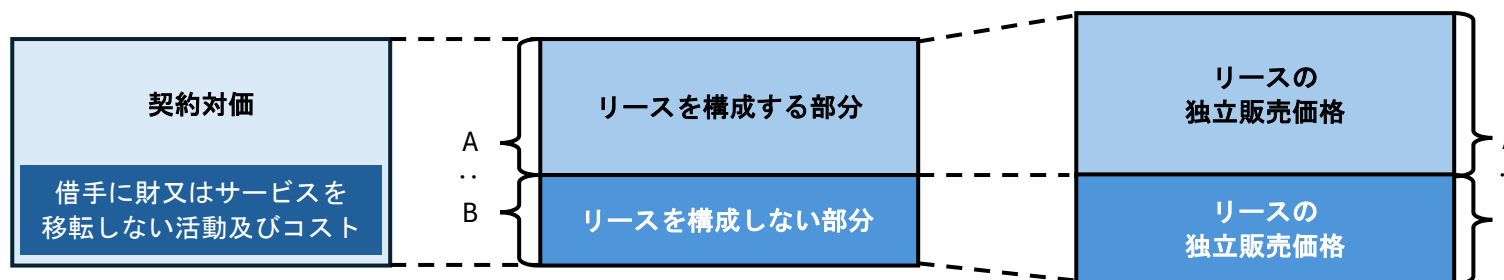 契約対価
借手に財又はサービスを
移転しない活動及びコスト
A
:
B
リースを構成する部分
リースを構成しない部分
リースの
独立販売価格
リースの
独立販売価格